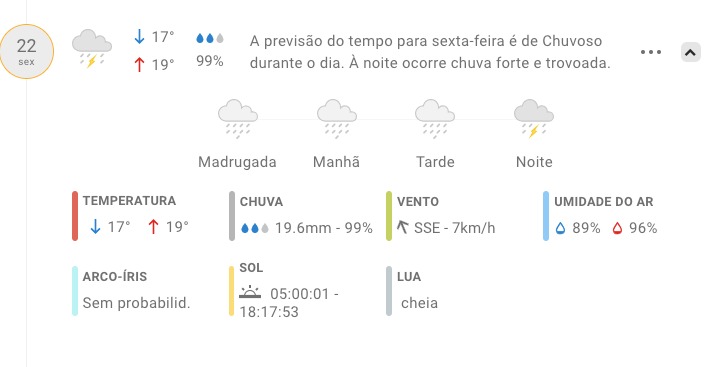 22
sex
17°
19°
99%
A previsão do tempo para sexta-feira é de Chuvoso
durante o dia. À noite ocorre chuva forte e trovoada.
Madrugada Manhã Tarde Noite
TEMPERATURA
17° 19°
CHUVA
19.6mm - 99%
VENTO
SSE - 7km/h
UMIDADE DO AR
89% 96%
ARCO-ÍRIS
Sem probabilid.
SOL
05:00:01 -
18:17:53
LUA
cheia